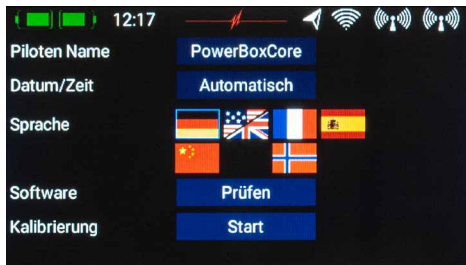 12:17
Piloten Name PowerBoxCore
Datum/Zeit Automatisch
Sprache
Software Prüfen
Kalibrierung Start